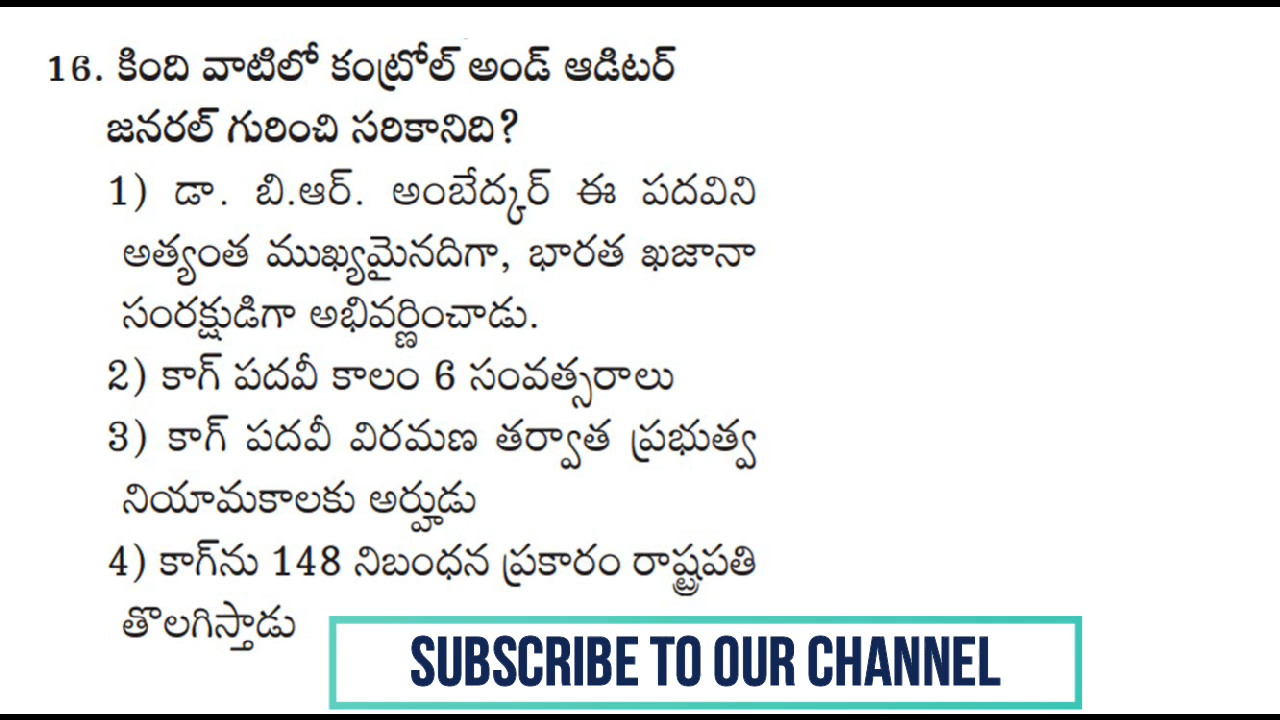 16. కింది వాటిలో కంట్రోల్ అండ్ ఆడిటర్
జనరల్ గురించి సరికానిది?
1) డా. బి.ఆర్. అంబేద్కర్ ఈ పదవిని
అత్యంత ముఖ్యమైనదిగా, భారత ఖజానా
సంరక్షుడిగా అభివర్ణించాడు.
2) కాగ్ పదవీ కాలం 6 సంవత్సరాలు
3) కాగ్ పదవీ విరమణ తర్వాత ప్రభుత్వ
నియామకాలకు అర్హుడు
4) కాగ్‌ను 148 నిబంధన ప్రకారం రాష్ట్రపతి
తొలగిస్తాడు
SUBSCRIBE TO OUR CHANNEL